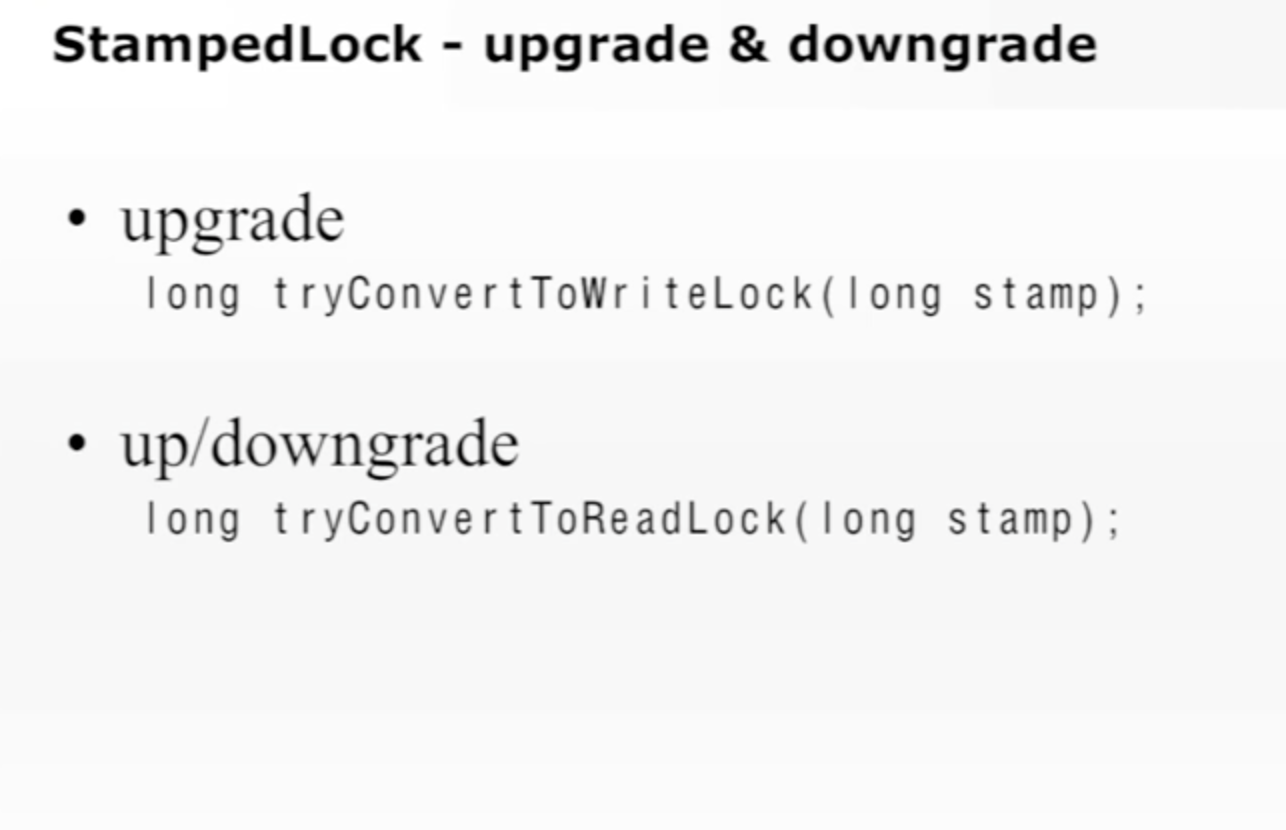 StampedLock - upgrade & downgrade
• upgrade
long tryConvertToWriteLock(long stamp);
• up/downgrade
long tryConvertToReadLock(long stamp);